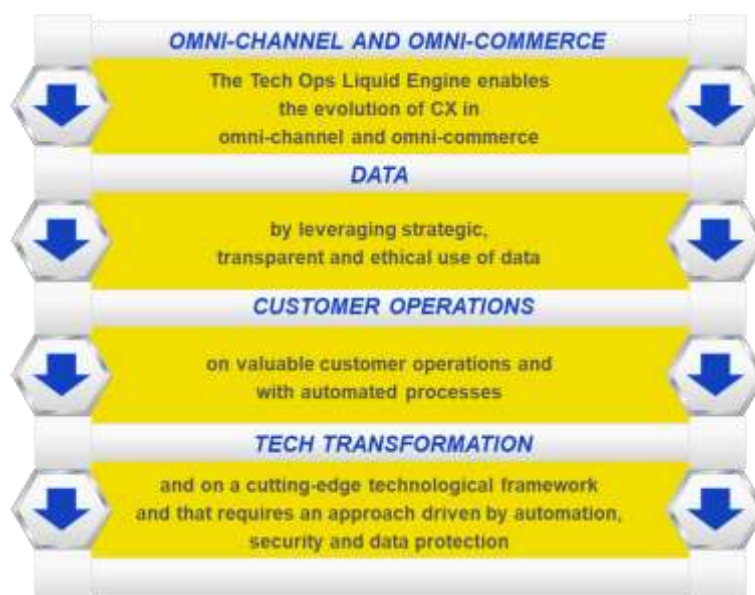 OMNI-CHANNEL AND OMNI-COMMERCE
The Tech Ops Liquid Engine enables
the evolution of CX in
omni-channel and omni-commerce
DATA
by leveraging strategic,
transparent and ethical use of data
CUSTOMER OPERATIONS
on valuable customer operations and
with automated processes
TECH TRANSFORMATION
and on a cutting-edge technological framework
and that requires an approach driven by automation,
security and data protection